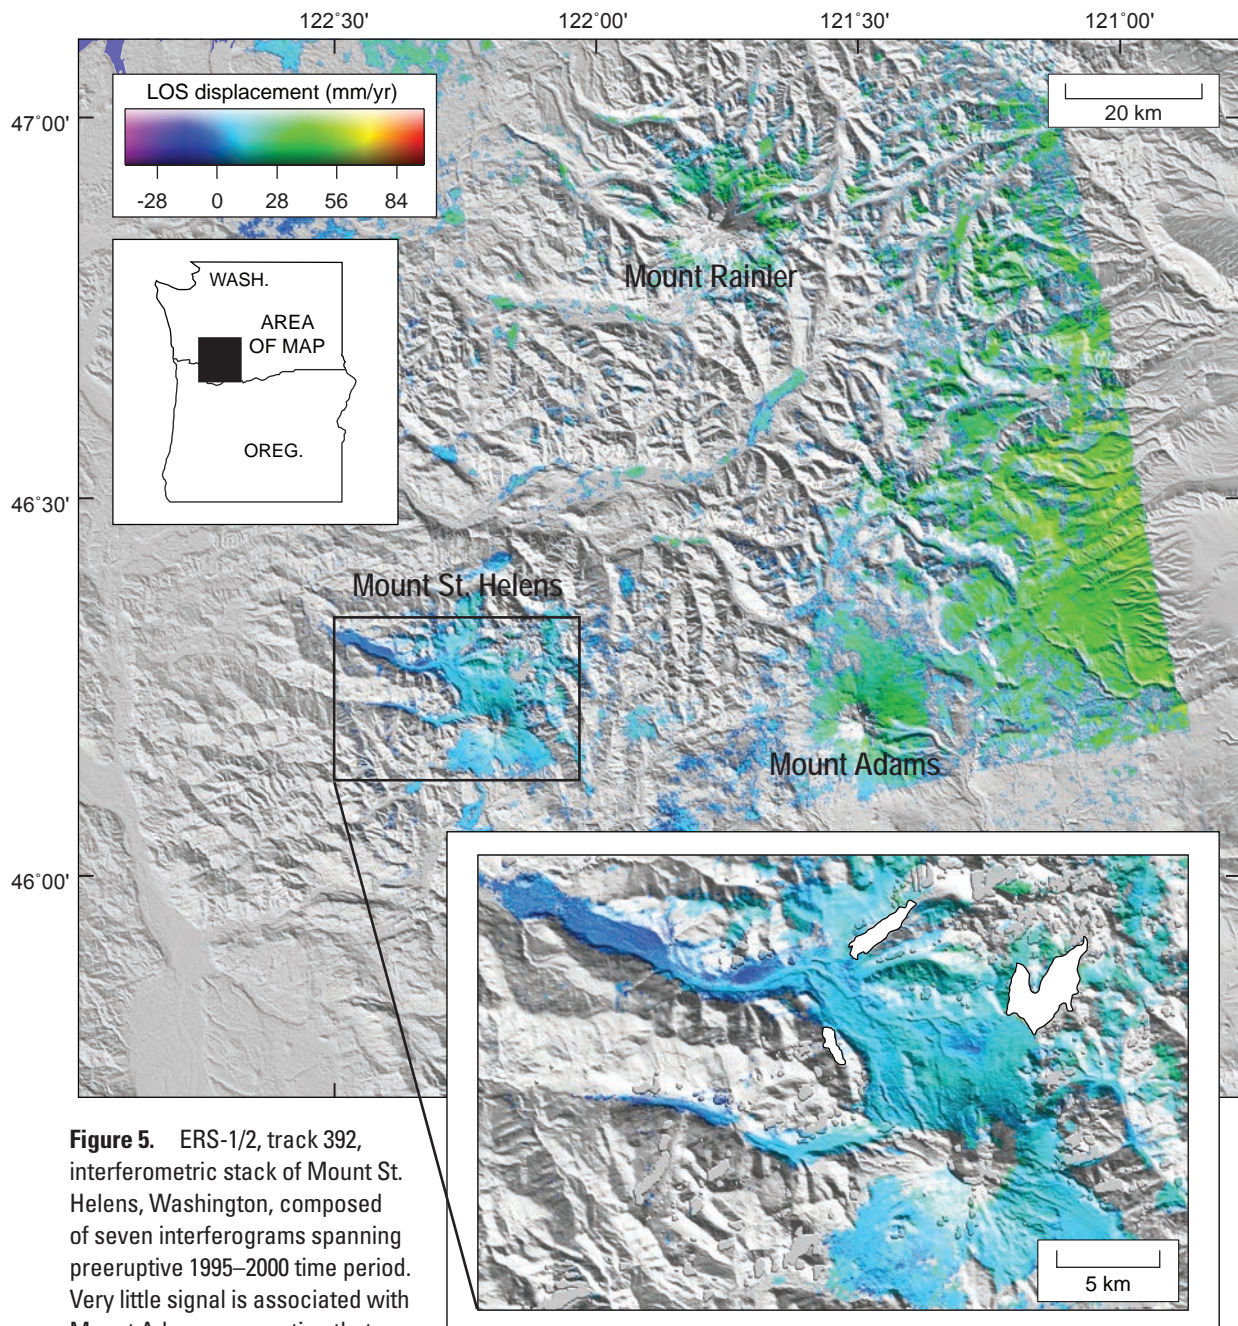 122˚30'
122˚00'
121˚30'
121˚00'
LOS displacement (mm/yr)
-28 0 28 56 84
20 km
47˚00'
WASH.
AREA
OF MAP
OREG.
Mount Rainier
46˚30'
Mount St. Helens
Mount Adams
46˚00'
5 km
Figure 5. ERS-1/2, track 392,
interferometric stack of Mount St.
Helens, Washington, composed
of seven interferograms spanning
preeruptive 1995–2000 time period.
Very little signal is associated with